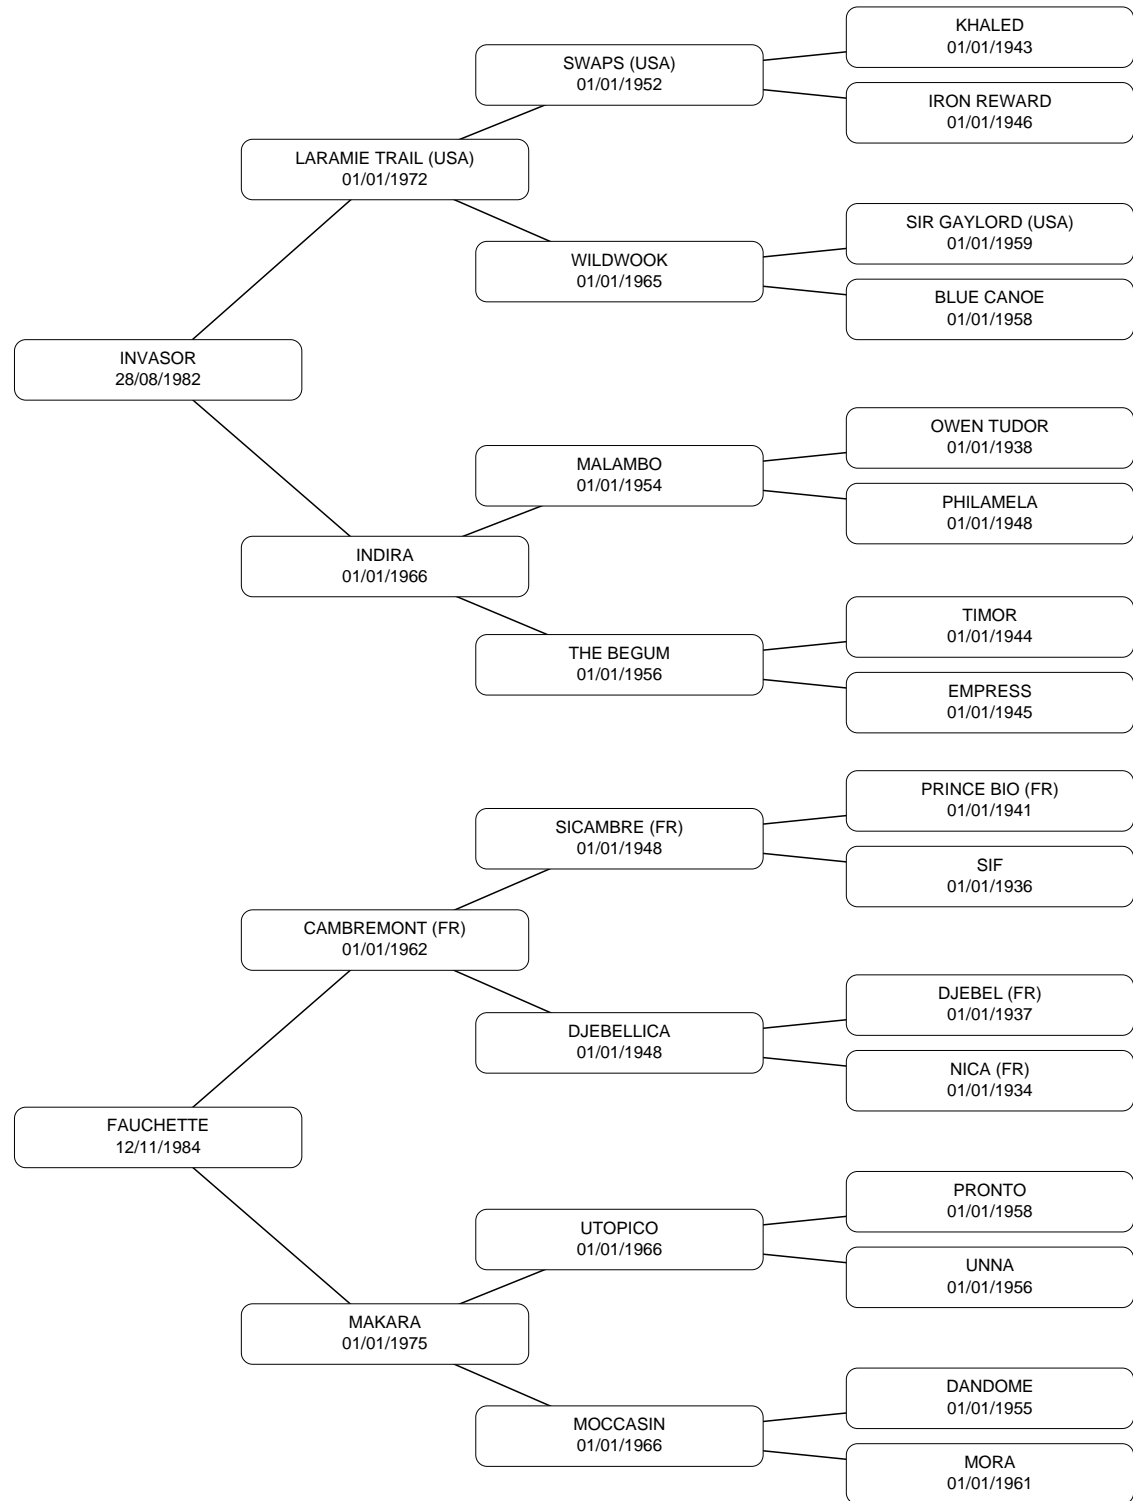 KHALED
01/01/1943
SWAPS (USA)
01/01/1952
IRON REWARD
01/01/1946
LARAMIE TRAIL (USA)
01/01/1972
SIR GAYLORD (USA)
01/01/1959
WILDWOOK
01/01/1965
BLUE CANOE
01/01/1958
INVASOR
28/08/1982
OWEN TUDOR
01/01/1938
MALAMBO
01/01/1954
PHILAMELA
01/01/1948
INDIRA
01/01/1966
TIMOR
01/01/1944
THE BEGUM
01/01/1956
EMPRESS
01/01/1945
PRINCE BIO (FR)
01/01/1941
SICAMBRE (FR)
01/01/1948
SIF
01/01/1936
CAMBREMONT (FR)
01/01/1962
DJEBEL (FR)
01/01/1937
DJEBELLICA
01/01/1948
NICA (FR)
01/01/1934
FAUCHETTE
12/11/1984
PRONTO
01/01/1958
UTOPICO
01/01/1966
UNNA
01/01/1956
MAKARA
01/01/1975
DANDOME
01/01/1955
MOCCASIN
01/01/1966
MORA
01/01/1961